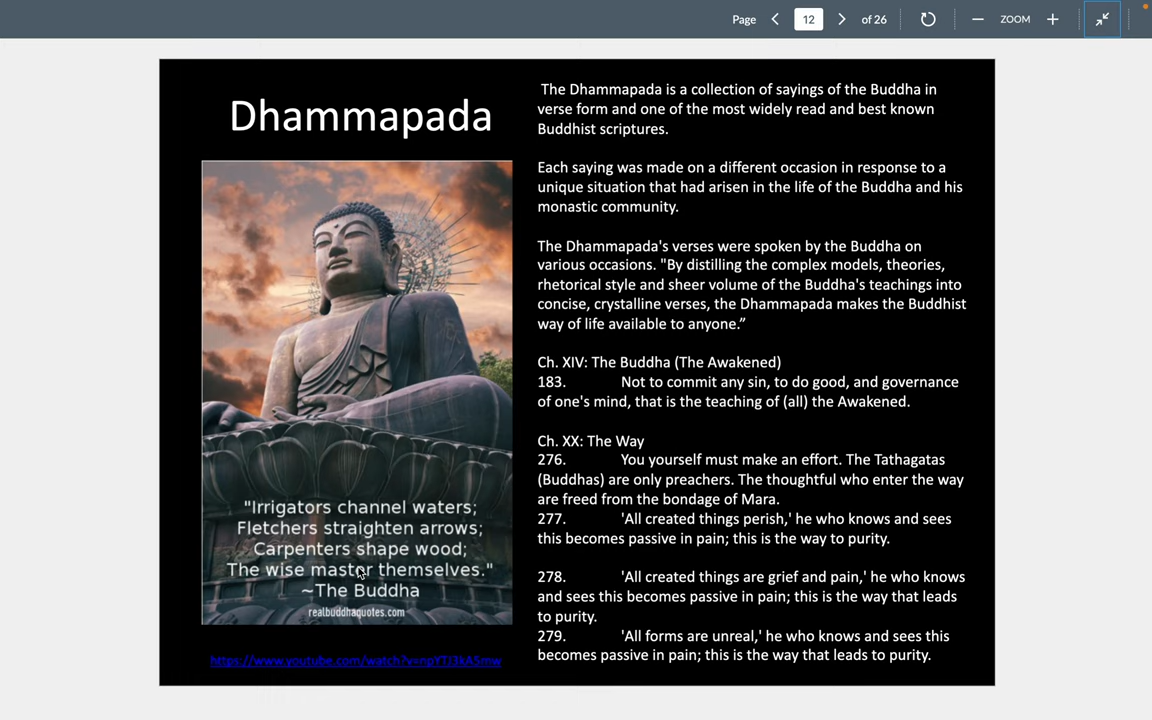 Page 12 of 26 ZOOM
Dhammapada
"Irrigators channel waters;
Fletchers straighten arrows;
Carpenters shape wood;
The wise master themselves."
~The Buddha
realbuddhaquotes.com
https://www.youtube.com/watch?v=npYTJ3kA5mw
The Dhammapada is a collection of sayings of the Buddha in
verse form and one of the most widely read and best known
Buddhist scriptures.
Each saying was made on a different occasion in response to a
unique situation that had arisen in the life of the Buddha and his
monastic community.
The Dhammapada's verses were spoken by the Buddha on
various occasions. "By distilling the complex models, theories,
rhetorical style and sheer volume of the Buddha's teachings into
concise, crystalline verses, the Dhammapada makes the Buddhist
way of life available to anyone.”
Ch. XIV: The Buddha (The Awakened)
183. Not to commit any sin, to do good, and governance
of one's mind, that is the teaching of (all) the Awakened.
Ch. XX: The Way
276. You yourself must make an effort. The Tathagatas
(Buddhas) are only preachers. The thoughtful who enter the way
are freed from the bondage of Mara.
277. 'All created things perish,' he who knows and sees
this becomes passive in pain; this is the way to purity.
278. 'All created things are grief and pain,' he who knows
and sees this becomes passive in pain; this is the way that leads
to purity.
279. 'All forms are unreal,' he who knows and sees this
becomes passive in pain; this is the way that leads to purity.